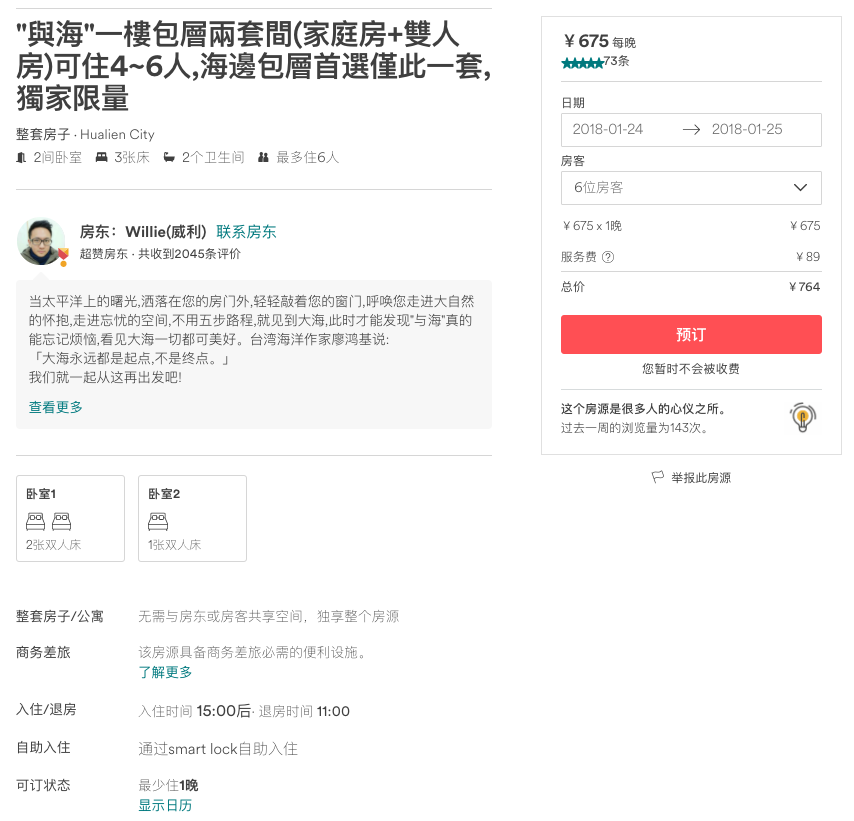 "與海"一樓包層兩套間(家庭房+雙人
房)可住4~6人,海邊包層首選僅此一套,
獨家限量
整套房子 · Hualien City
2间卧室 3张床 2个卫生间 最多住6人
房东：Willie(威利) 联系房东
超赞房东 · 共收到2045条评价
当太平洋上的曙光,洒落在您的房门外,轻轻敲着您的窗门,呼唤您走进大自然
的怀抱,走进忘忧的空间,不用五步路程,就见到大海,此时才能发现"与海"真的
能忘记烦恼,看见大海一切都可美好。台湾海洋作家廖鸿基说:
「大海永远都是起点,不是终点。」
我们就一起从这再出发吧!
查看更多
卧室1
2张双人床
卧室2
1张双人床
整套房子/公寓 无需与房东或房客共享空间，独享整个房源
商务差旅 该房源具备商务差旅必需的便利设施。
了解更多
入住/退房 入住时间 15:00后· 退房时间 11:00
自助入住 通过smart lock自助入住
可订状态 最少住1晚
显示日历
¥675 每晚
73条
日期
2018-01-24 → 2018-01-25
房客
6位房客
¥675 x 1晚 ¥675
服务费 ? ¥89
总价 ¥764
预订
您暂时不会被收费
这个房源是很多人的心仪之所。
过去一周的浏览量为143次。
举报此房源